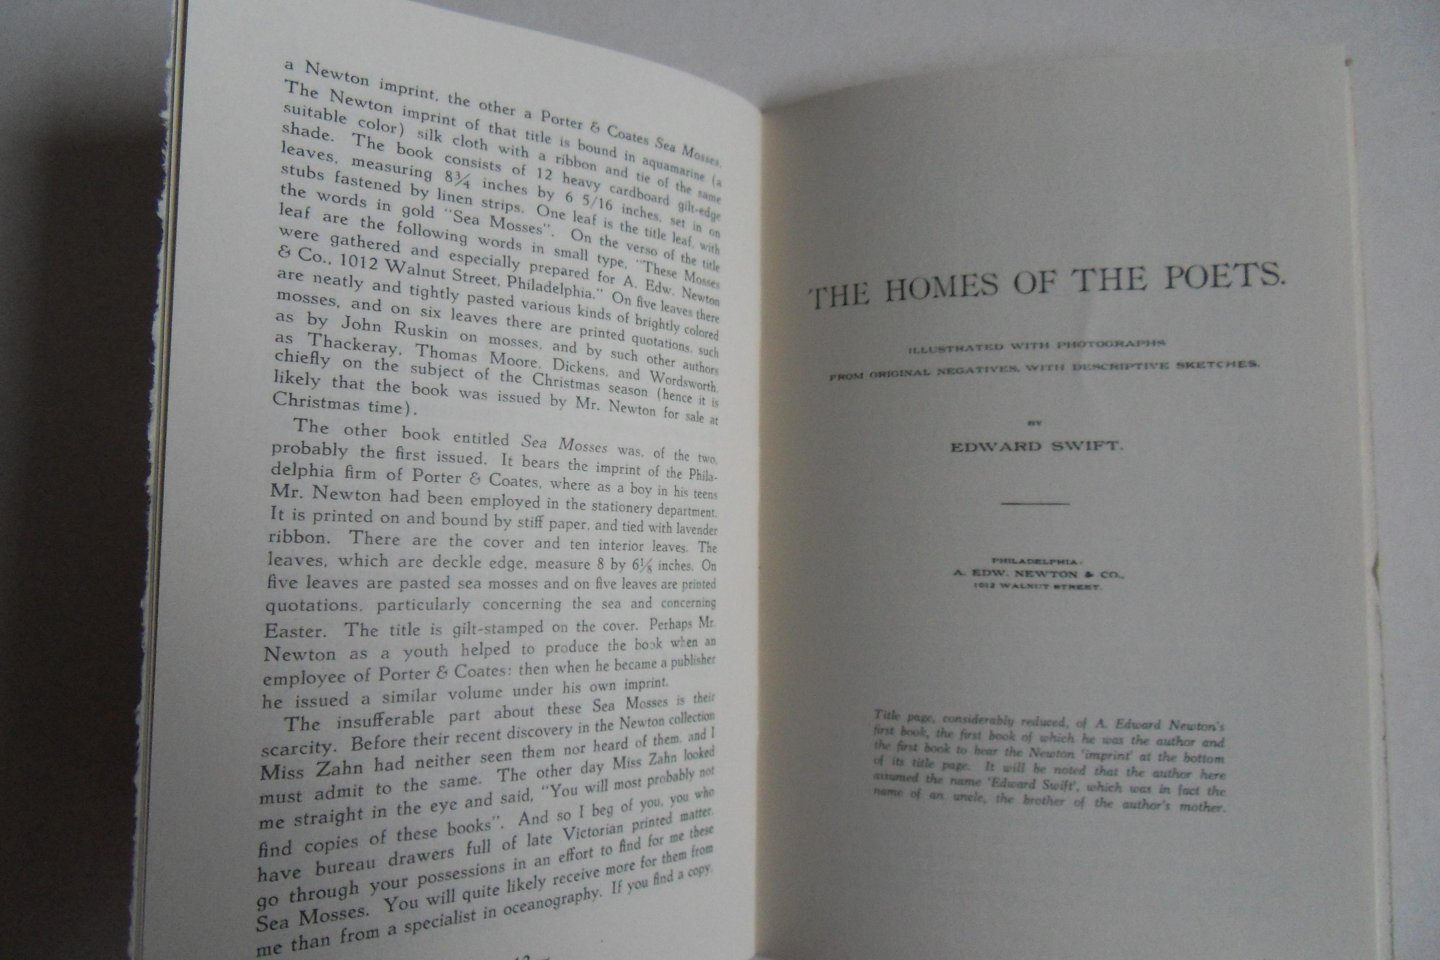 a Newton imprint, the other a Porter & Coates Sea Mosses.
The Newton imprint of that title is bound in aquamarine (a
suitable color) silk cloth with a ribbon and tie of the same
shade. The book consists of 12 heavy cardboard gilt-edge
leaves, measuring 8¾ inches by 6 5/16 inches, set in on
stubs fastened by linen strips. One leaf is the title leaf, with
the words in gold "Sea Mosses". On the verso of the title
leaf are the following words in small type, "These Mosses
were gathered and especially prepared for A. Edw. Newton
& Co., 1012 Walnut Street, Philadelphia." On five leaves there
are neatly and tightly pasted various kinds of brightly colored
mosses, and on six leaves there are printed quotations, such
as by John Ruskin on mosses, and by such other authors
as Thackeray, Thomas Moore, Dickens, and Wordsworth,
chiefly on the subject of the Christmas season (hence it is
likely that the book was issued by Mr. Newton for sale at
Christmas time).
The other book entitled Sea Mosses was, of the two,
probably the first issued. It bears the imprint of the Phila-
delphia firm of Porter & Coates, where as a boy in his teens
Mr. Newton had been employed in the stationery department.
It is printed on and bound by stiff paper, and tied with lavender
ribbon. There are the cover and ten interior leaves. The
leaves, which are deckle edge, measure 8 by 6⅛ inches. On
five leaves are pasted sea mosses and on five leaves are printed
quotations, particularly concerning the sea and concerning
Easter. The title is gilt-stamped on the cover. Perhaps Mr.
Newton as a youth helped to produce the book when an
employee of Porter & Coates: then when he became a publisher
he issued a similar volume under his own imprint.
The insufferable part about these Sea Mosses is their
scarcity. Before their recent discovery in the Newton collection
Miss Zahn had neither seen them nor heard of them, and I
must admit to the same. The other day Miss Zahn looked
me straight in the eye and said, "You will most probably not
find copies of these books". And so I beg of you, you who
have bureau drawers full of late Victorian printed matter,
go through your possessions in an effort to find for me these
Sea Mosses. You will quite likely receive more for them from
me than from a specialist in oceanography. If you find a copy,
THE HOMES OF THE POETS.
ILLUSTRATED WITH PHOTOGRAPHS
FROM ORIGINAL NEGATIVES, WITH DESCRIPTIVE SKETCHES.
BY
EDWARD SWIFT.
PHILADELPHIA:
A. EDW. NEWTON & CO.,
1012 WALNUT STREET.
Title page, considerably reduced, of A. Edward Newton's
first book, the first book of which he was the author and
the first book to bear the Newton 'imprint' at the bottom
of its title page. It will be noted that the author here
assumed the name 'Edward Swift', which was in fact the
name of an uncle, the brother of the author's mother.